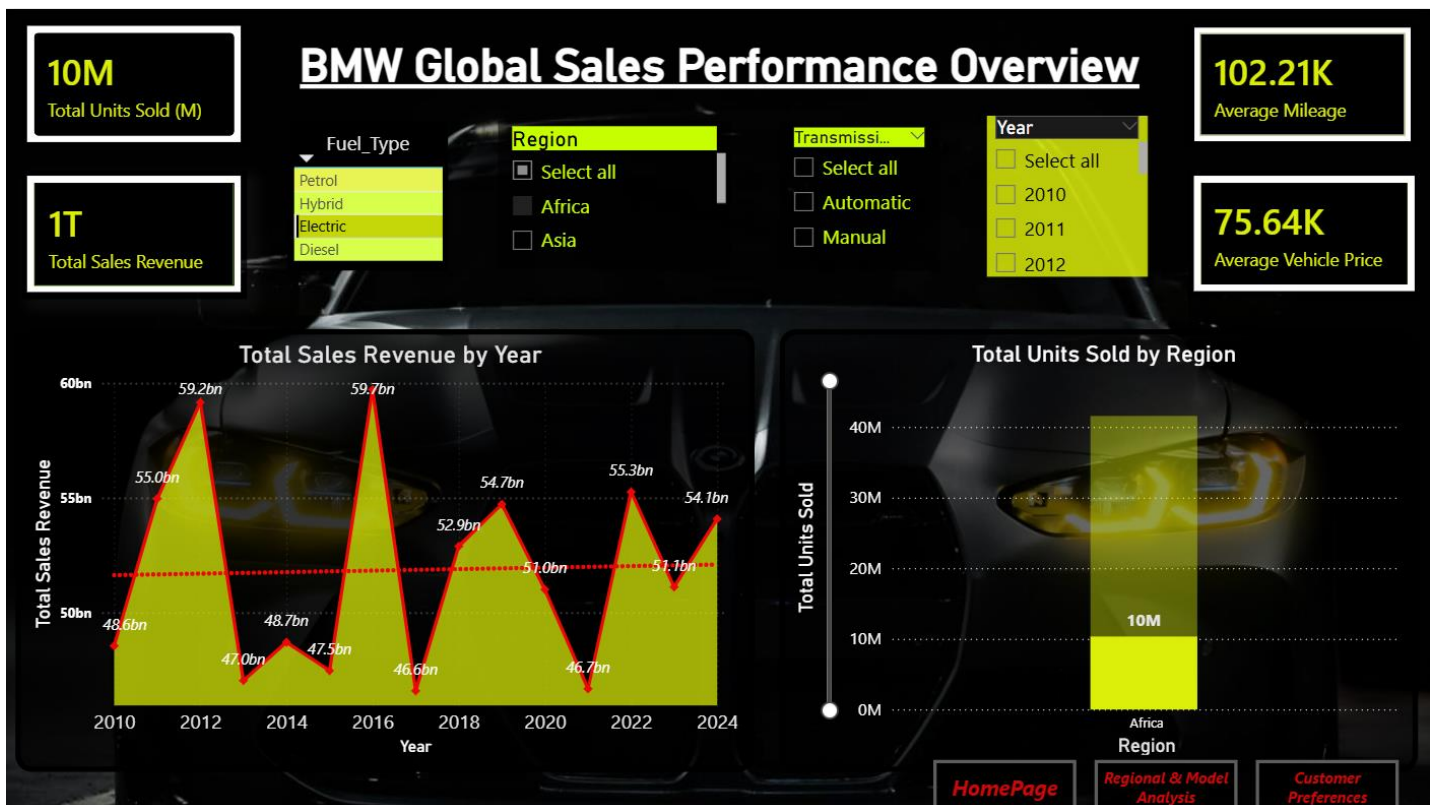 BMW Global Sales Performance Overview
10M
Total Units Sold (M)
1T
Total Sales Revenue
Fuel_Type
Petrol
Hybrid
Electric
Diesel
Region
Select all
Africa
Asia
Transmissi...
Select all
Automatic
Manual
Year
Select all
2010
2011
2012
102.21K
Average Mileage
75.64K
Average Vehicle Price
Total Sales Revenue by Year
Total Sales Revenue
60bn
55bn
50bn
48.6bn
55.0bn
59.2bn
47.0bn
48.7bn
47.5bn
59.7bn
46.6bn
52.9bn
54.7bn
51.0bn
46.7bn
55.3bn
51.1bn
54.1bn
2010 2012 2014 2016 2018 2020 2022 2024
Year
Total Units Sold by Region
Total Units Sold
40M
30M
20M
10M
0M
10M
Africa
Region
HomePage
Regional & Model
Analysis
Customer
Preferences